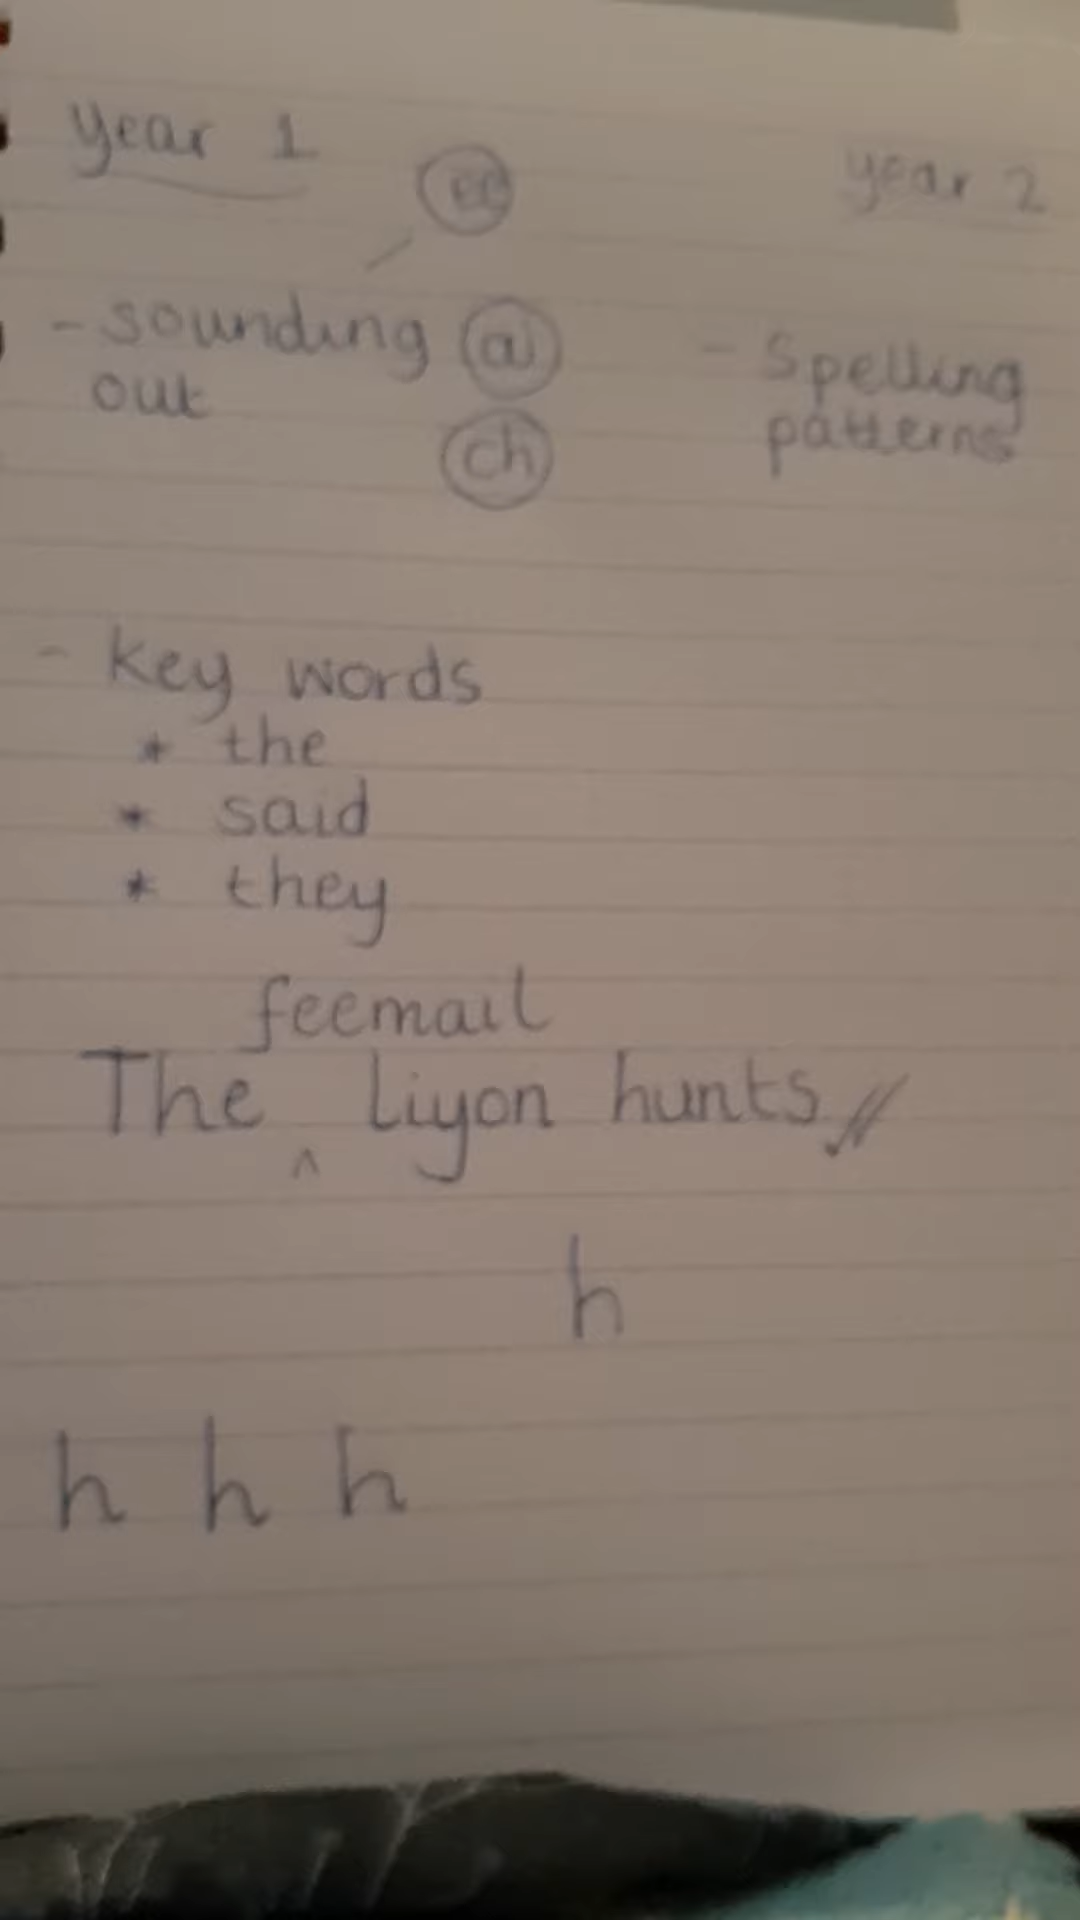 Year 1
year 2
ee
- sounding
out
ai
ch
- Spelling
patterns
- key words
* the
* said
* they
feemail
The ^ Liyon hunts
h
h h h